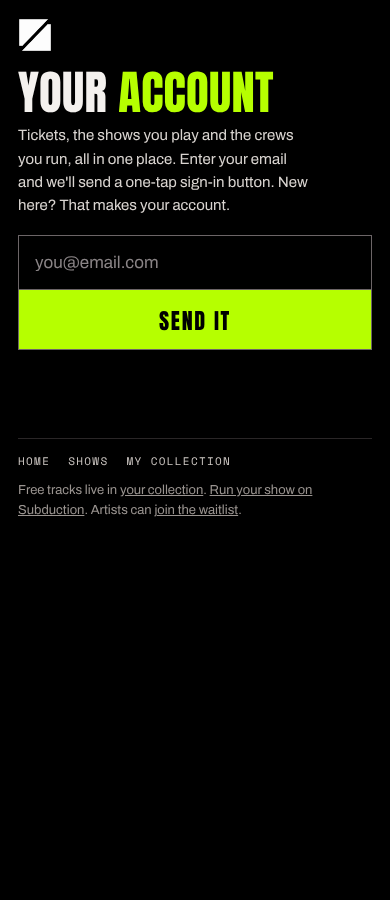 YOUR ACCOUNT
Tickets, the shows you play and the crews
you run, all in one place. Enter your email
and we'll send a one-tap sign-in button. New
here? That makes your account.
you@email.com
SEND IT
HOME SHOWS MY COLLECTION
Free tracks live in your collection. Run your show on
Subduction. Artists can join the waitlist.